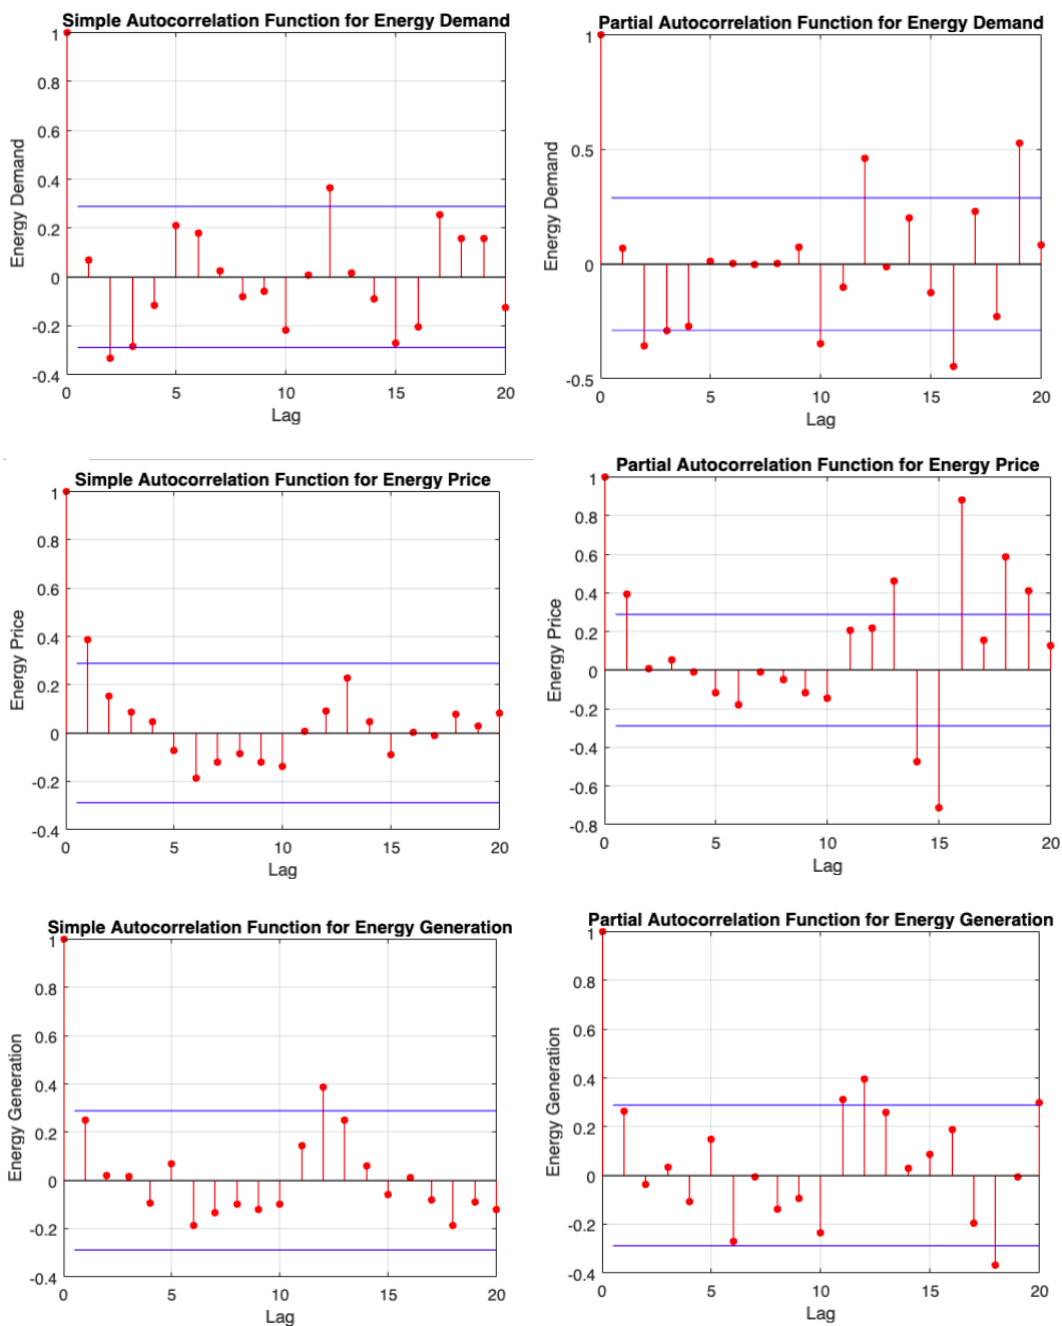 Simple Autocorrelation Function for Energy Demand
1
0.8
0.6
0.4
0.2
0
-0.2
-0.4
Energy Demand
0 5 10 15 20
Lag
Partial Autocorrelation Function for Energy Demand
1
0.5
0
-0.5
Energy Demand
0 5 10 15 20
Lag
Simple Autocorrelation Function for Energy Price
1
0.8
0.6
0.4
0.2
0
-0.2
-0.4
Energy Price
0 5 10 15 20
Lag
Partial Autocorrelation Function for Energy Price
1
0.8
0.6
0.4
0.2
0
-0.2
-0.4
-0.6
-0.8
Energy Price
0 5 10 15 20
Lag
Simple Autocorrelation Function for Energy Generation
1
0.8
0.6
0.4
0.2
0
-0.2
-0.4
Energy Generation
0 5 10 15 20
Lag
Partial Autocorrelation Function for Energy Generation
1
0.8
0.6
0.4
0.2
0
-0.2
-0.4
Energy Generation
0 5 10 15 20
Lag